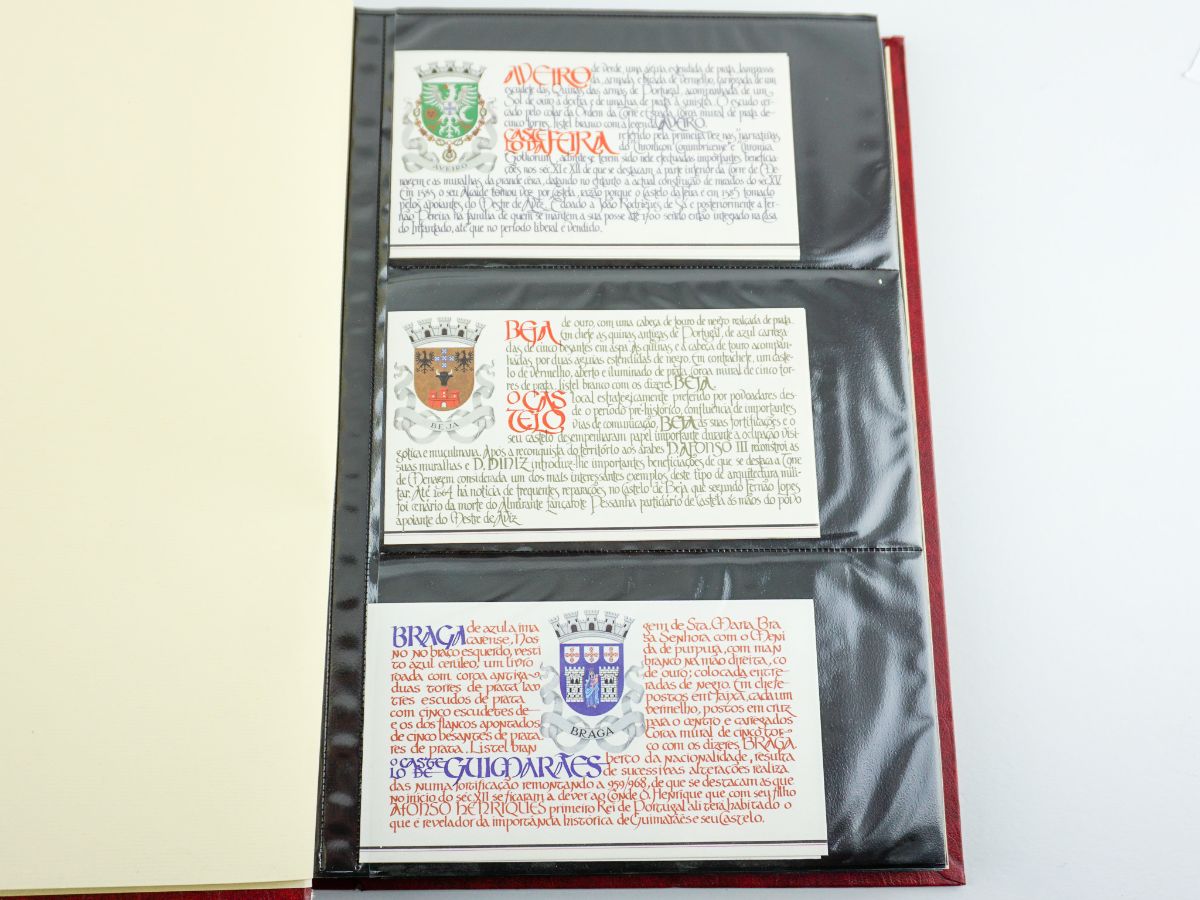 AVEIRO de verde, uma águia estendida de prata, lampassa-
da, armada e bicada de vermelho, carregada de um
escudete das Quinas das armas de Portugal, acompanhada de um
Sol de ouro à dextra e de uma lua de prata à sinistra. O escudo cer-
cado pelo colar da Ordem da Torre e Espada. Coroa mural de prata de
cinco torres. Listel branco com a legenda AVEIRO.
CASTE
LO DA FEIRA referido pela primeira vez nas "narrativas
do Chronicon Conimbricense" e Chronica
Gothorum, admite-se terem sido nele efectuadas importantes beneficia-
ções nos séc. XI e XII de que se destacam a parte inferior da torre de Me-
nagem e as muralhas da grande cerca, datando no entanto a actual construção de meados do séc. XV.
Em 1383, o seu Alcaide tomou voz por Castela, razão porque o Castelo da Feira é em 1385 tomado
pelos apoiantes do Mestre de Aviz. É doado a João Rodrigues de Sá e posteriormente a Fer-
não Pereira na família de quem se mantém a sua posse até 1700 sendo então integrado na Casa
do Infantado, até que no período liberal é vendido.
AVEIRO
BEJA de ouro, com uma cabeça de touro de negro realçada de prata.
Em chefe as quinas antigas de Portugal, de azul carrega-
das de cinco besantes em aspa. As quinas, e a cabeça de touro acompan-
hadas por duas águias estendidas de negro. Em contrachefe, um caste-
lo de vermelho, aberto e iluminado de prata. Coroa mural de cinco tor-
res de prata. Listel branco com os dizeres BEJA.
O CAS
TELO local estrategicamente preferido por povoadores des-
de o período pré-histórico, confluência de importantes
vias de comunicação, BEJA as suas fortificações e o
seu castelo desempenharam papel importante durante a ocupação visi-
gótica e muçulmana. Após a reconquista do território aos árabes D. AFONSO III reconstrói as
suas muralhas e D. DINIZ introduz-lhe importantes beneficiações de que se destaca a Torre
de Menagem considerada um dos mais interessantes exemplos deste tipo de arquitectura mili-
tar. Até 1664 há notícia de frequentes reparações no Castelo de Beja que segundo Fernão Lopes
foi cenário da morte do Almirante Lançarote Pessanha partidário de Castela às mãos do povo
apoiante do Mestre de Aviz
BEJA
BRAGA de azul a ima gem de Sta. Maria Bra
carense, Nos sa Senhora com o Meni
no no braço esquerdo, vesti da de purpura, com man
to azul ceruleo, um livro branco na mão direita, co
roada com coroa antiga de ouro; colocada entre
duas torres de prata lav radas de negro. Em chefe
três escudos de prata postos em faixa, cada um
com cinco escudetes de vermelho, postos em cruz
e os dos flancos apontados para o centro e carregados
de cinco besantes de prata. Coroa mural de cinco tor
res de prata. Listel bran co com os dizeres BRAGA.
O CASTE
LO DE GUIMARÃES berço da nacionalidade, resulta
de sucessivas alterações realiza
das numa fortificação remontando a 959/968, de que se destacam as que
no início do séc XII se ficaram a dever ao Conde D. Henrique que com seu filho
AFONSO HENRIQUES primeiro Rei de Portugal ali terá habitado o
que é revelador da importância histórica de Guimarães e seu Castelo.
BRAGA